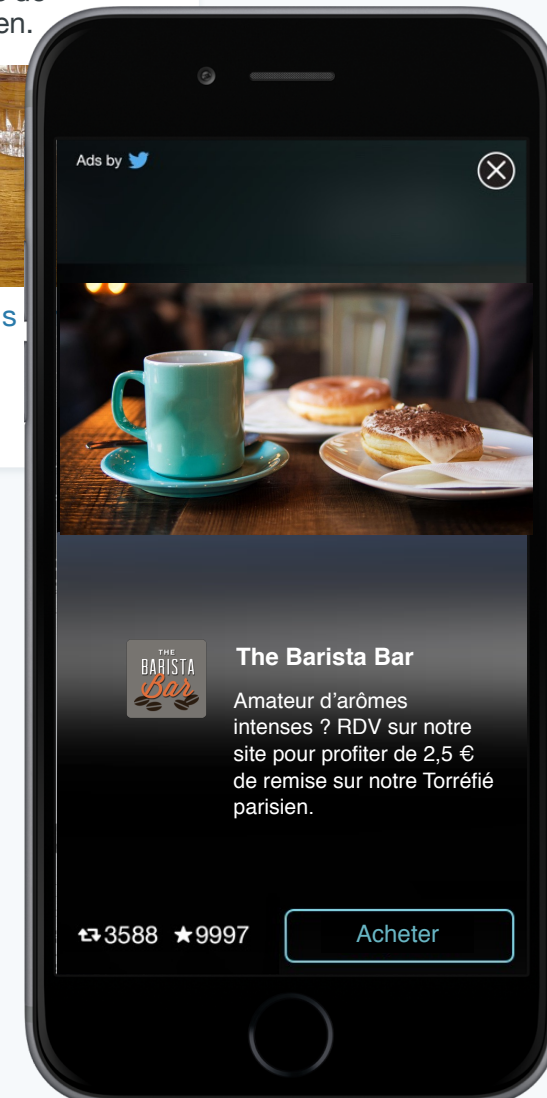 en.
s
Ads by
THE
BARISTA
Bar
The Barista Bar
Amateur d’arômes
intenses ? RDV sur notre
site pour profiter de 2,5 €
de remise sur notre Torréfié
parisien.
3588 ★9997
Acheter